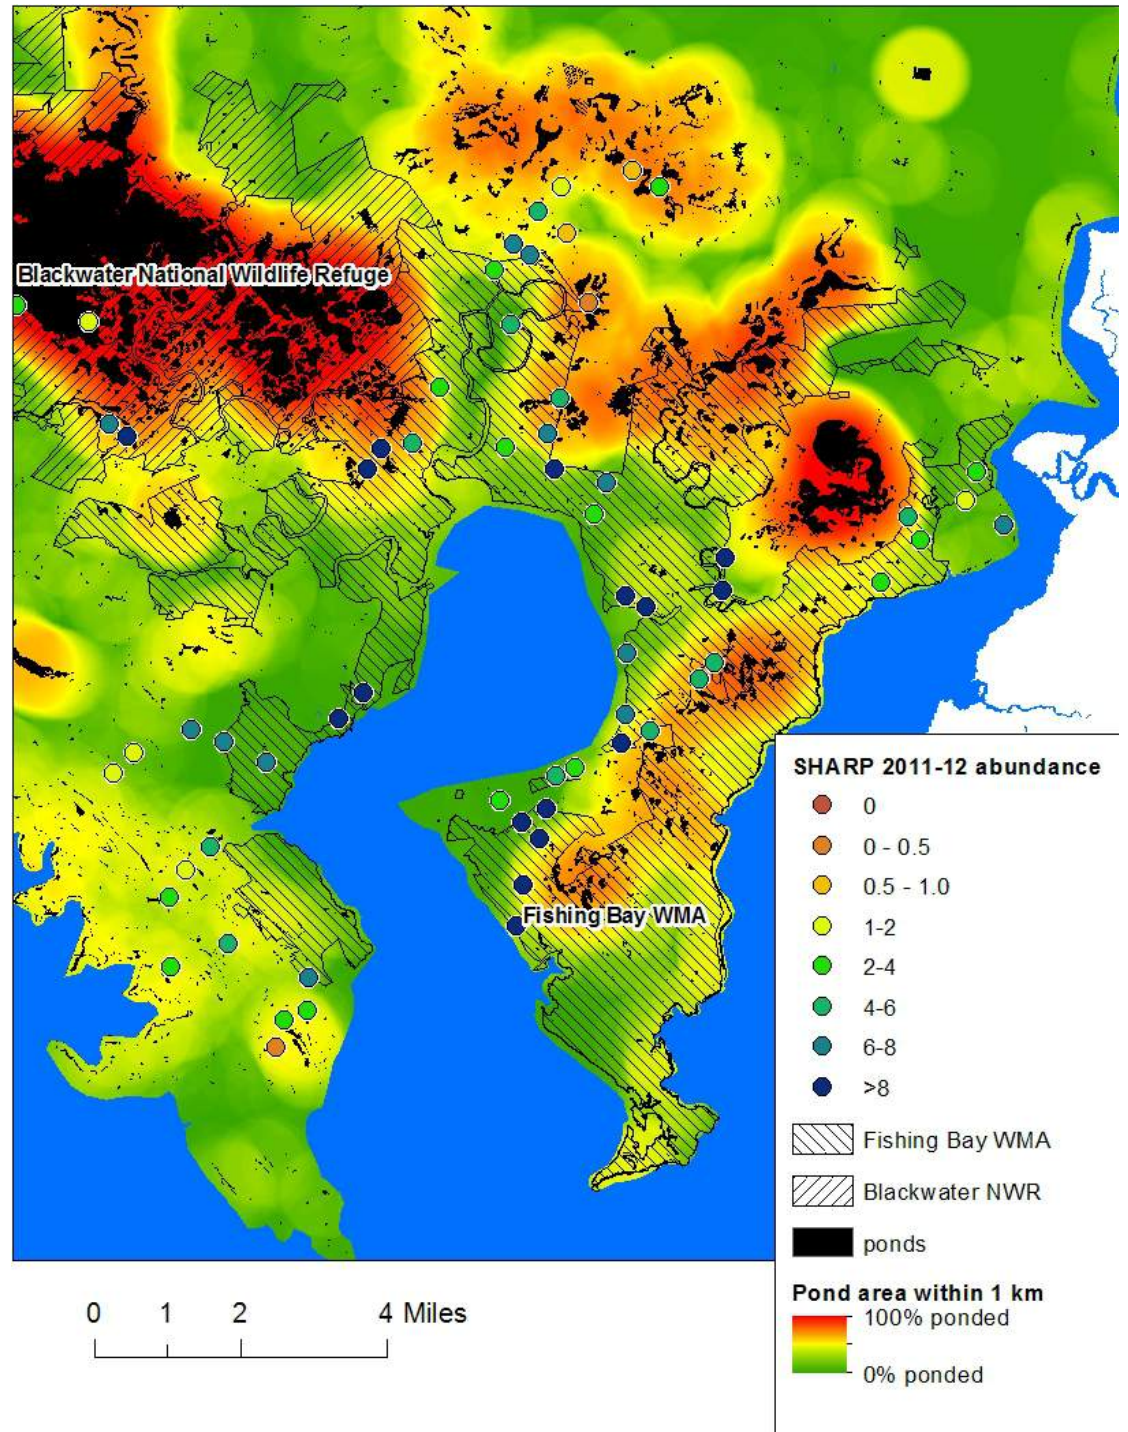 Blackwater National Wildlife Refuge
Fishing Bay WMA
SHARP 2011-12 abundance
0
0 - 0.5
0.5 - 1.0
1-2
2-4
4-6
6-8
>8
Fishing Bay WMA
Blackwater NWR
ponds
Pond area within 1 km
100% ponded
0% ponded
0 1 2 4 Miles